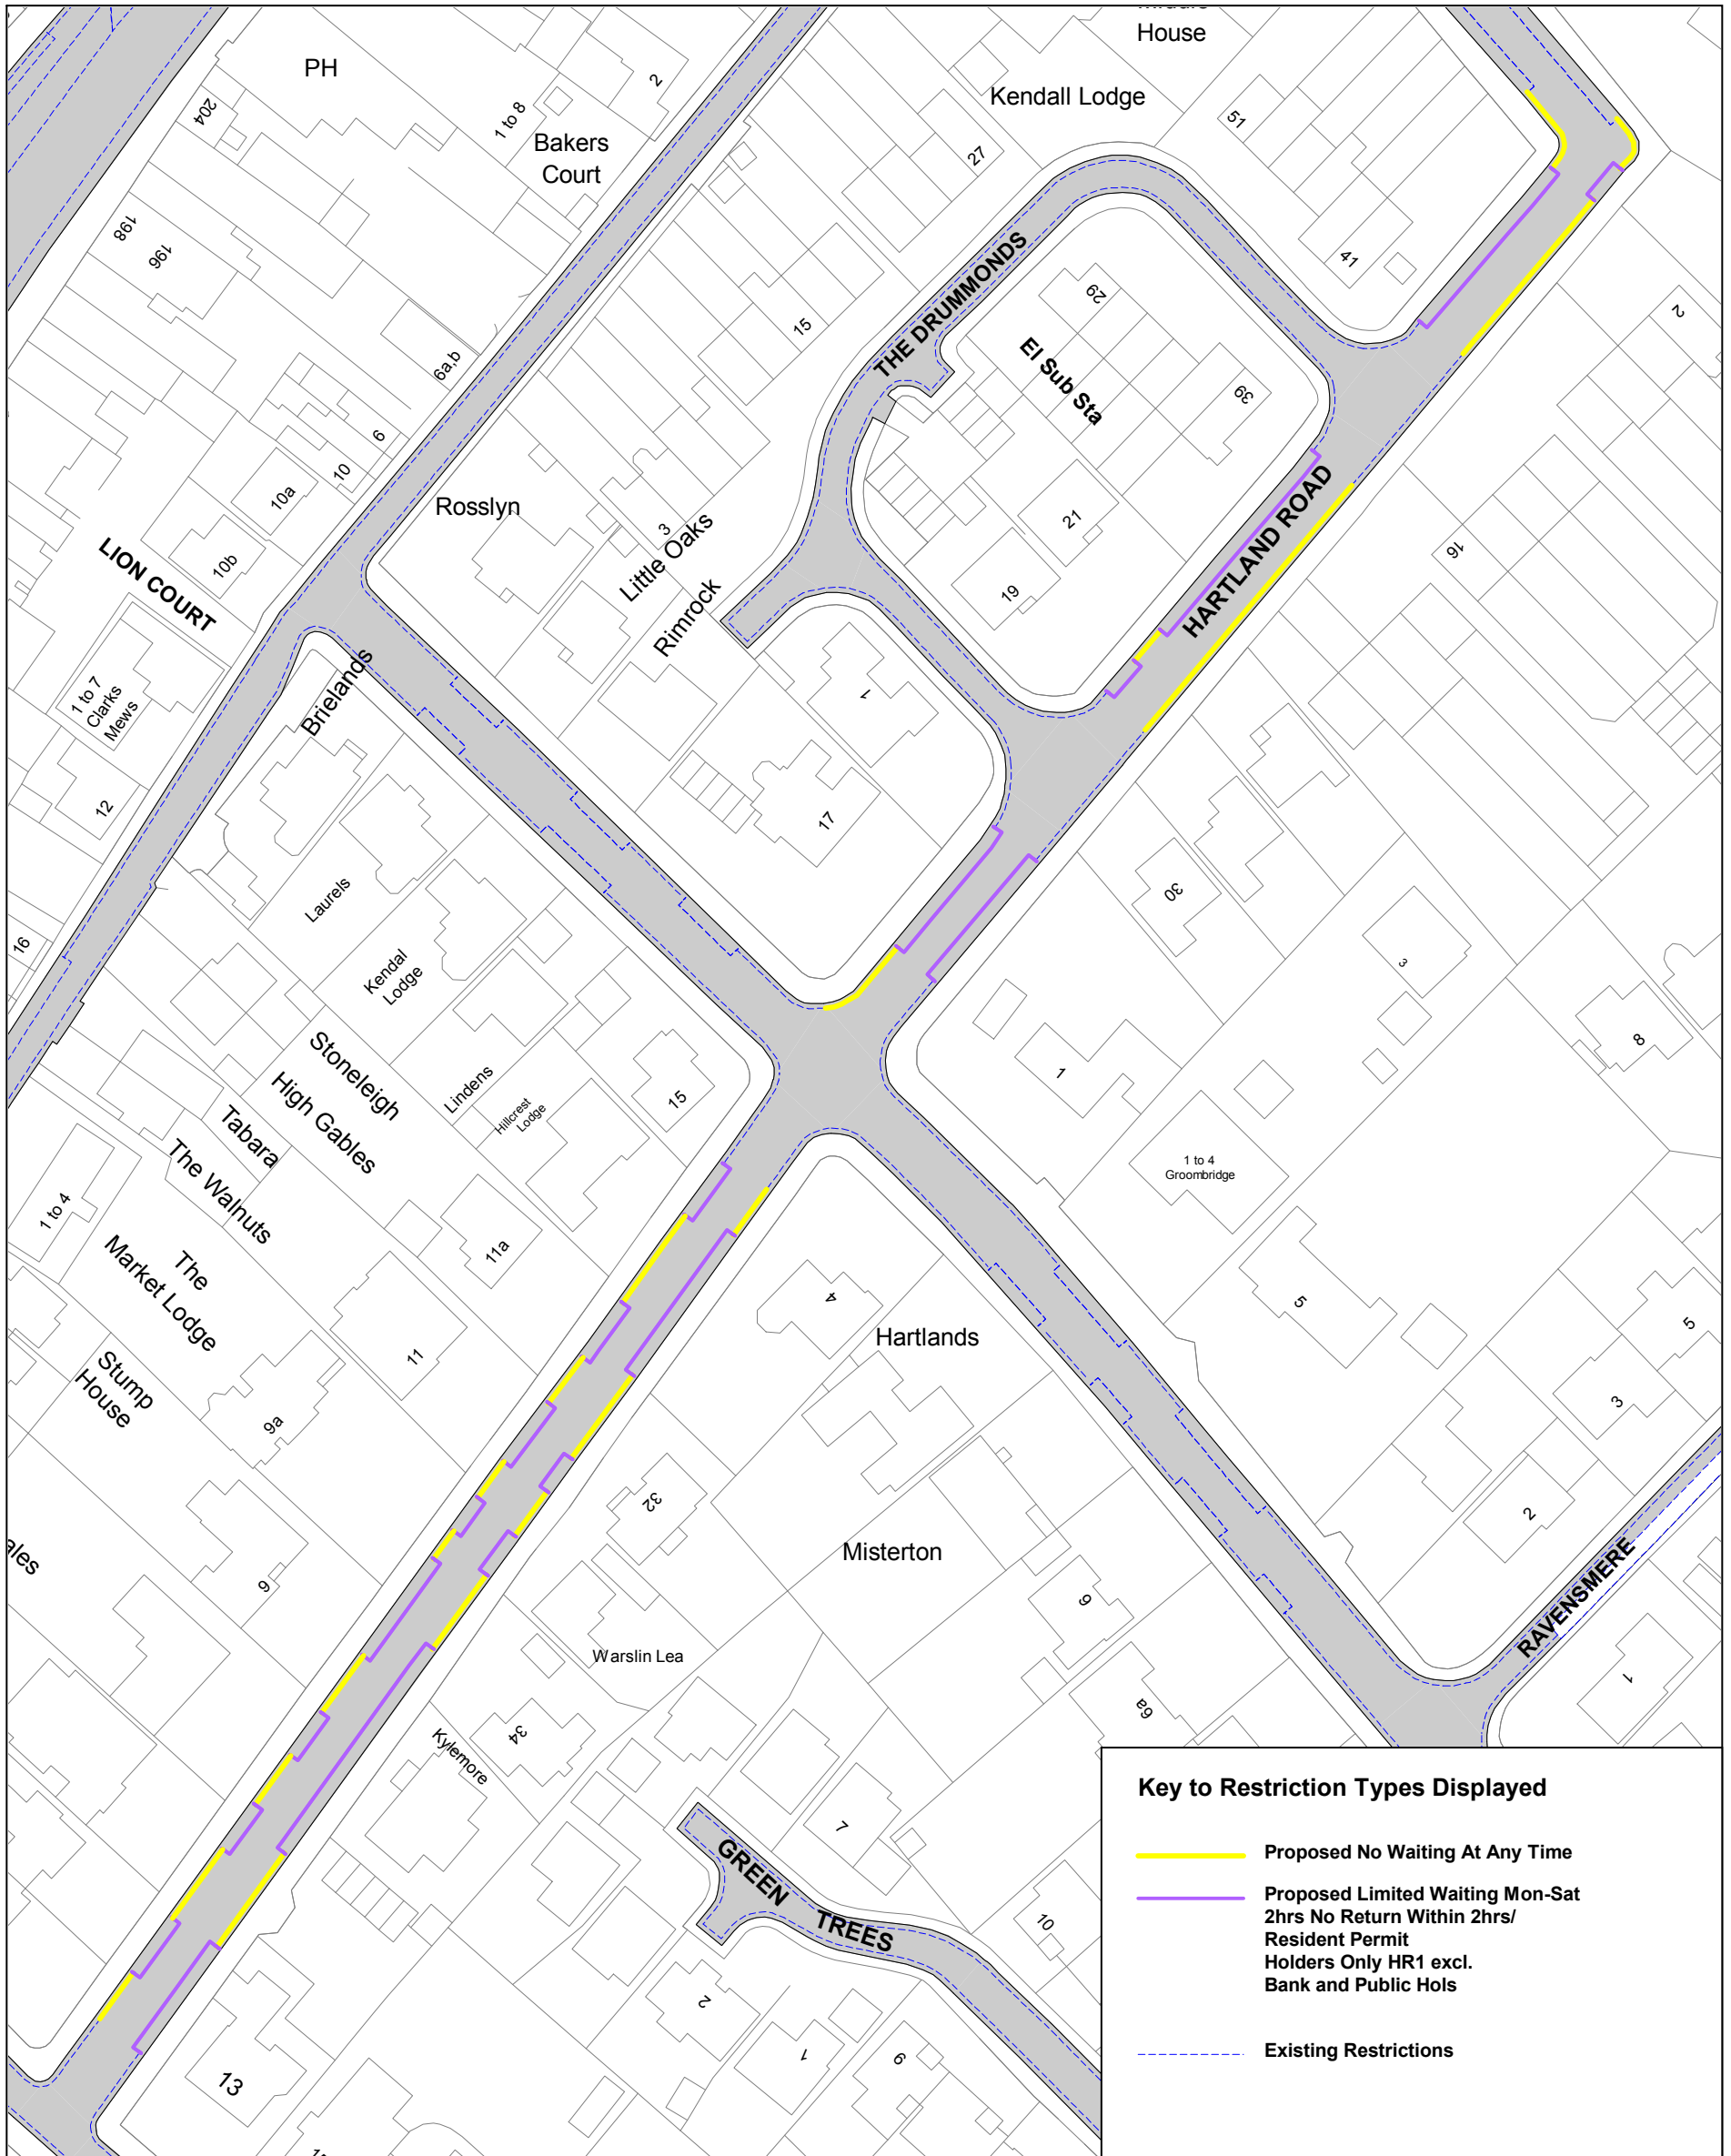 House
PH
Kendall Lodge
2
204
1 to 8
Bakers
Court
51
27
198
196
41
THE DRUMMONDS
29
2
15
El Sub Sta
6a,b
39
6
10
10a
Rosslyn
3
Little Oaks
21
HARTLAND ROAD
16
10b
LION COURT
19
Rimrock
Brielands
1 to 7
Clarks
Mews
1
12
17
Laurels
30
16
Kendal
Lodge
3
Stoneleigh
8
High Gables
Lindens
Hillcrest
Lodge
15
1
Tabara
The Walnuts
1 to 4
Groombridge
1 to 4
The
Market Lodge
11a
4
5
Hartlands
5
11
Stump
House
3
9a
32
2
Misterton
9
9
RAVENSMERE
Warslin Lea
1
34
9a
Kylemore
7
GREEN
TREES
10
2
1
9
13
Key to Restriction Types Displayed
Proposed No Waiting At Any Time
Proposed Limited Waiting Mon-Sat
2hrs No Return Within 2hrs/
Resident Permit
Holders Only HR1 excl.
Bank and Public Hols
Existing Restrictions